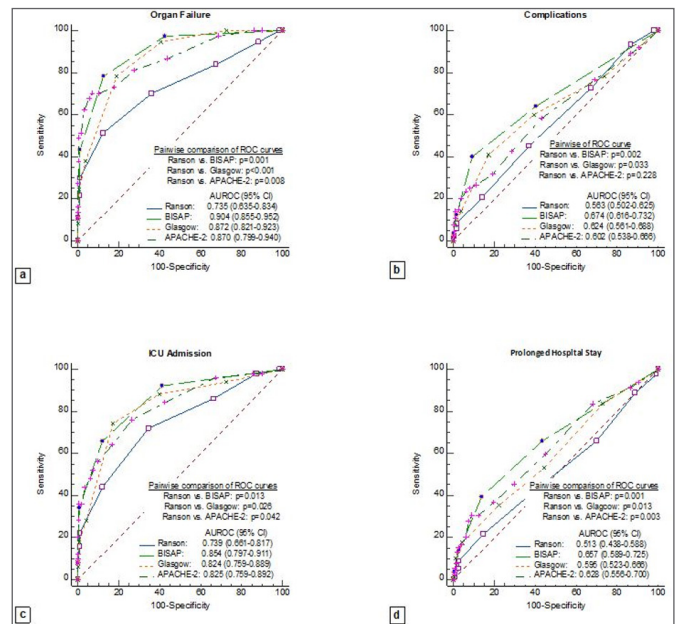 Organ Failure
100
80
60
40
20
0
Sensitivity
Pairwise comparison of ROC curves
Ranson vs. BISAP: p=0.001
Ranson vs. Glasgow: p<0.001
Ranson vs. APACHE-2: p=0.008
AUROC (95% CI)
Ranson: 0.735 (0.635-0.834)
BISAP: 0.904 (0.855-0.952)
Glasgow: 0.872 (0.821-0.923)
APACHE-2: 0.870 (0.799-0.940)
0 20 40 60 80 100
100-Specificity
a
Complications
100
80
60
40
20
0
Sensitivity
Pairwise of ROC curve
Ranson vs. BISAP: p=0.002
Ranson vs. Glasgow: p=0.033
Ranson vs. APACHE-2: p=0.228
AUROC (95% CI)
Ranson: 0.563 (0.502-0.625)
BISAP: 0.674 (0.616-0.732)
Glasgow: 0.624 (0.561-0.688)
APACHE-2: 0.602 (0.538-0.666)
0 20 40 60 80 100
100-Specificity
b
ICU Admission
100
80
60
40
20
0
Sensitivity
Pairwise comparison of ROC curves
Ranson vs. BISAP: p=0.013
Ranson vs. Glasgow: p=0.026
Ranson vs. APACHE-2: p=0.042
AUROC (95% CI)
Ranson: 0.739 (0.661-0.817)
BISAP: 0.854 (0.797-0.911)
Glasgow: 0.824 (0.759-0.889)
APACHE-2: 0.825 (0.759-0.892)
0 20 40 60 80 100
100-Specificity
c
Prolonged Hospital Stay
100
80
60
40
20
0
Sensitivity
Pairwise comparison of ROC curves
Ranson vs. BISAP: p=0.001
Ranson vs. Glasgow: p=0.013
Ranson vs. APACHE-2: p=0.003
AUROC (95% CI)
Ranson: 0.513 (0.438-0.588)
BISAP: 0.657 (0.589-0.725)
Glasgow: 0.595 (0.523-0.666)
APACHE-2: 0.628 (0.556-0.700)
0 20 40 60 80 100
100-Specificity
d